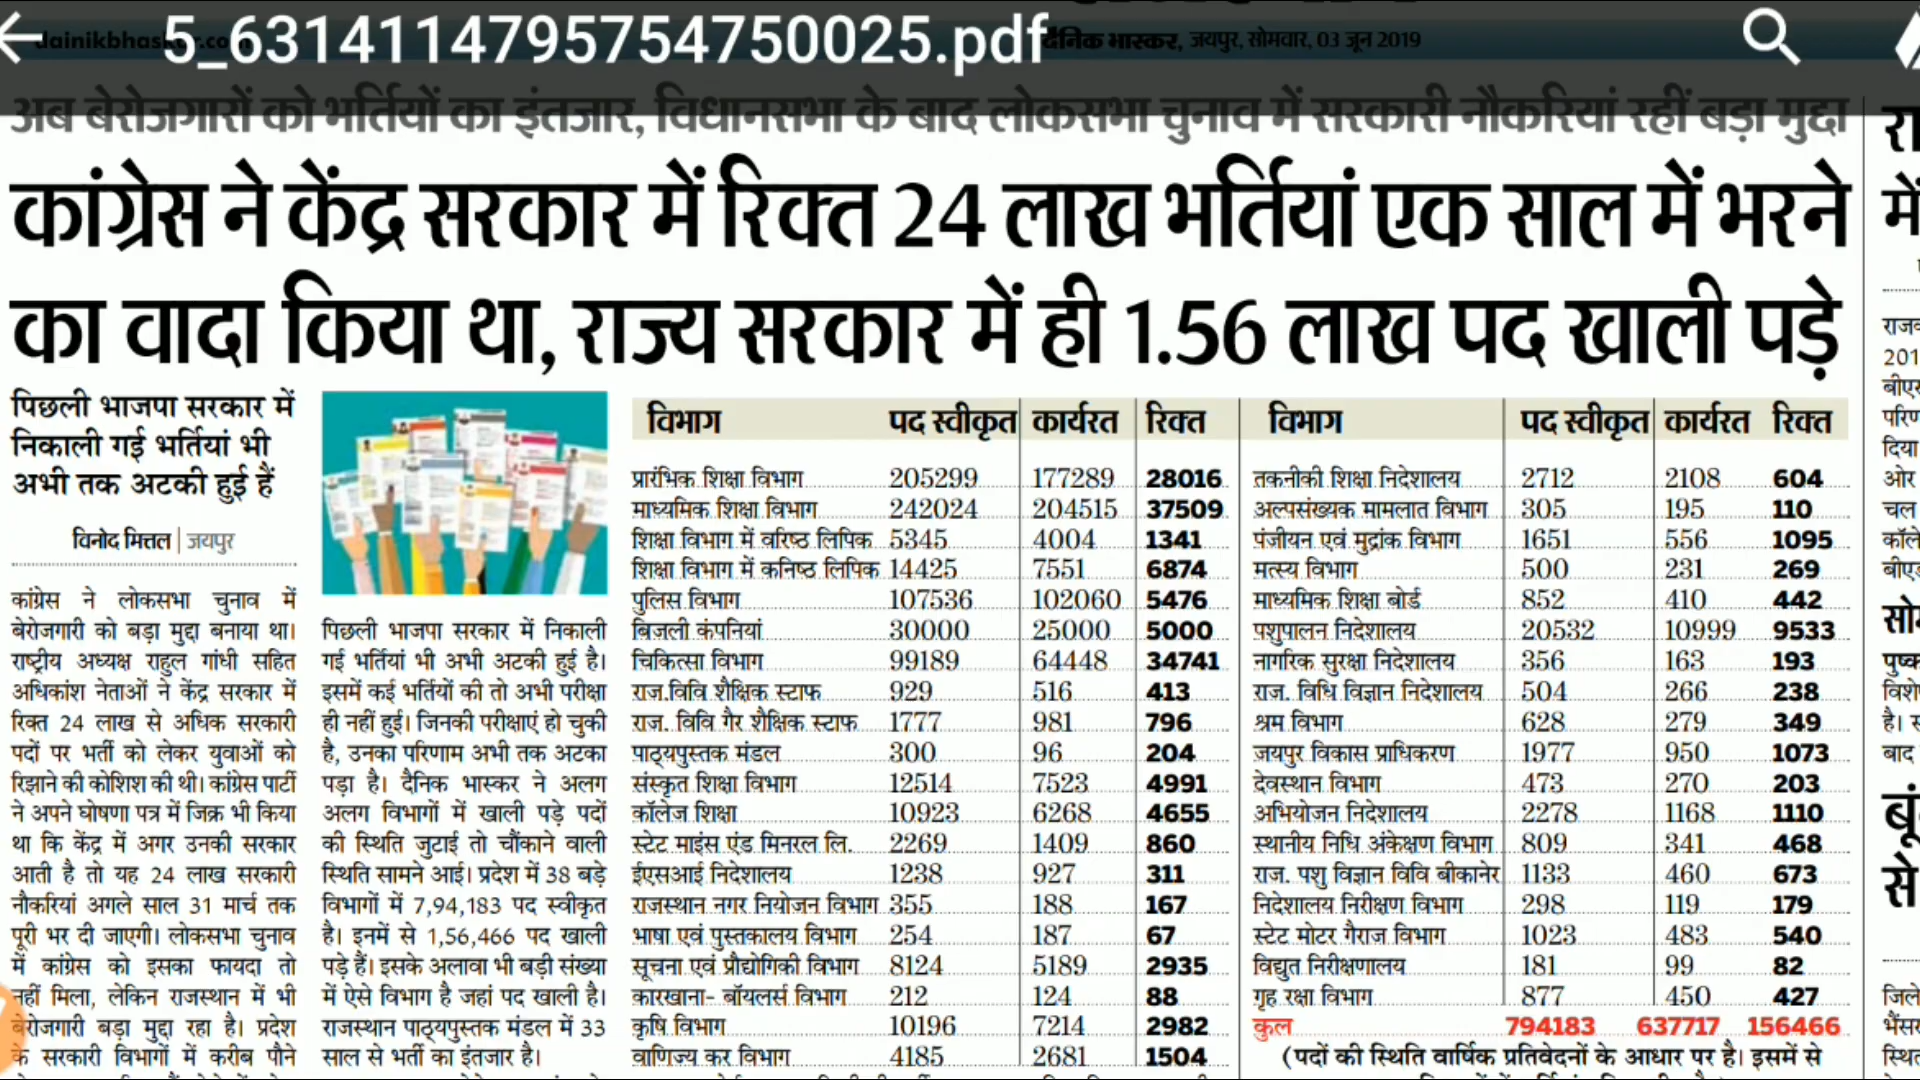 5_6314114795754750025.pdf
दैनिक भास्कर, जयपुर, सोमवार, 03 जून 2019
अब बेरोजगारों को भर्तियों का इंतजार, विधानसभा के बाद लोकसभा चुनाव में सरकारी नौकरियां रहीं बड़ा मुद्दा
कांग्रेस ने केंद्र सरकार में रिक्त 24 लाख भर्तियां एक साल में भरने
का वादा किया था, राज्य सरकार में ही 1.56 लाख पद खाली पड़े
पिछली भाजपा सरकार में
निकाली गई भर्तियां भी
अभी तक अटकी हुई हैं
विनोद मित्तल | जयपुर
कांग्रेस ने लोकसभा चुनाव में
बेरोजगारी को बड़ा मुद्दा बनाया था।
राष्ट्रीय अध्यक्ष राहुल गांधी सहित
अधिकांश नेताओं ने केंद्र सरकार में
रिक्त 24 लाख से अधिक सरकारी
पदों पर भर्ती को लेकर युवाओं को
रिझाने की कोशिश की थी। कांग्रेस पार्टी
ने अपने घोषणा पत्र में जिक्र भी किया
था कि केंद्र में अगर उनकी सरकार
आती है तो यह 24 लाख सरकारी
नौकरियां अगले साल 31 मार्च तक
पूरी भर दी जाएगी। लोकसभा चुनाव
में कांग्रेस को इसका फायदा तो
नहीं मिला, लेकिन राजस्थान में भी
बेरोजगारी बड़ा मुद्दा रहा है। प्रदेश
के सरकारी विभागों में करीब पौने
पिछली भाजपा सरकार में निकाली
गई भर्तियां भी अभी अटकी हुई है।
इसमें कई भर्तियों की तो अभी परीक्षा
ही नहीं हुई। जिनकी परीक्षाएं हो चुकी
है, उनका परिणाम अभी तक अटका
पड़ा है। दैनिक भास्कर ने अलग
अलग विभागों में खाली पड़े पदों
की स्थिति जुटाई तो चौंकाने वाली
स्थिति सामने आई। प्रदेश में 38 बड़े
विभागों में 7,94,183 पद स्वीकृत
है। इनमें से 1,56,466 पद खाली
पड़े हैं। इसके अलावा भी बड़ी संख्या
में ऐसे विभाग है जहां पद खाली है।
राजस्थान पाठ्यपुस्तक मंडल में 33
साल से भर्ती का इंतजार है।
विभाग पद स्वीकृत कार्यरत रिक्त
प्रारंभिक शिक्षा विभाग 205299 177289 28016
माध्यमिक शिक्षा विभाग 242024 204515 37509
शिक्षा विभाग में वरिष्ठ लिपिक 5345 4004 1341
शिक्षा विभाग में कनिष्ठ लिपिक 14425 7551 6874
पुलिस विभाग 107536 102060 5476
बिजली कंपनियां 30000 25000 5000
चिकित्सा विभाग 99189 64448 34741
राज.विवि शैक्षिक स्टाफ 929 516 413
राज. विवि गैर शैक्षिक स्टाफ 1777 981 796
पाठ्यपुस्तक मंडल 300 96 204
संस्कृत शिक्षा विभाग 12514 7523 4991
कॉलेज शिक्षा 10923 6268 4655
स्टेट माइंस एंड मिनरल लि. 2269 1409 860
ईएसआई निदेशालय 1238 927 311
राजस्थान नगर नियोजन विभाग 355 188 167
भाषा एवं पुस्तकालय विभाग 254 187 67
सूचना एवं प्रौद्योगिकी विभाग 8124 5189 2935
कारखाना- बॉयलर्स विभाग 212 124 88
कृषि विभाग 10196 7214 2982
वाणिज्य कर विभाग 4185 2681 1504
विभाग पद स्वीकृत कार्यरत रिक्त
तकनीकी शिक्षा निदेशालय 2712 2108 604
अल्पसंख्यक मामलात विभाग 305 195 110
पंजीयन एवं मुद्रांक विभाग 1651 556 1095
मत्स्य विभाग 500 231 269
माध्यमिक शिक्षा बोर्ड 852 410 442
पशुपालन निदेशालय 20532 10999 9533
नागरिक सुरक्षा निदेशालय 356 163 193
राज. विधि विज्ञान निदेशालय 504 266 238
श्रम विभाग 628 279 349
जयपुर विकास प्राधिकरण 1977 950 1073
देवस्थान विभाग 473 270 203
अभियोजन निदेशालय 2278 1168 1110
स्थानीय निधि अंकेक्षण विभाग 809 341 468
राज. पशु विज्ञान विवि बीकानेर 1133 460 673
निदेशालय निरीक्षण विभाग 298 119 179
स्टेट मोटर गैराज विभाग 1023 483 540
विद्युत निरीक्षणालय 181 99 82
गृह रक्षा विभाग 877 450 427
कुल 794183 637717 156466
(पदों की स्थिति वार्षिक प्रतिवेदनों के आधार पर है। इसमें से